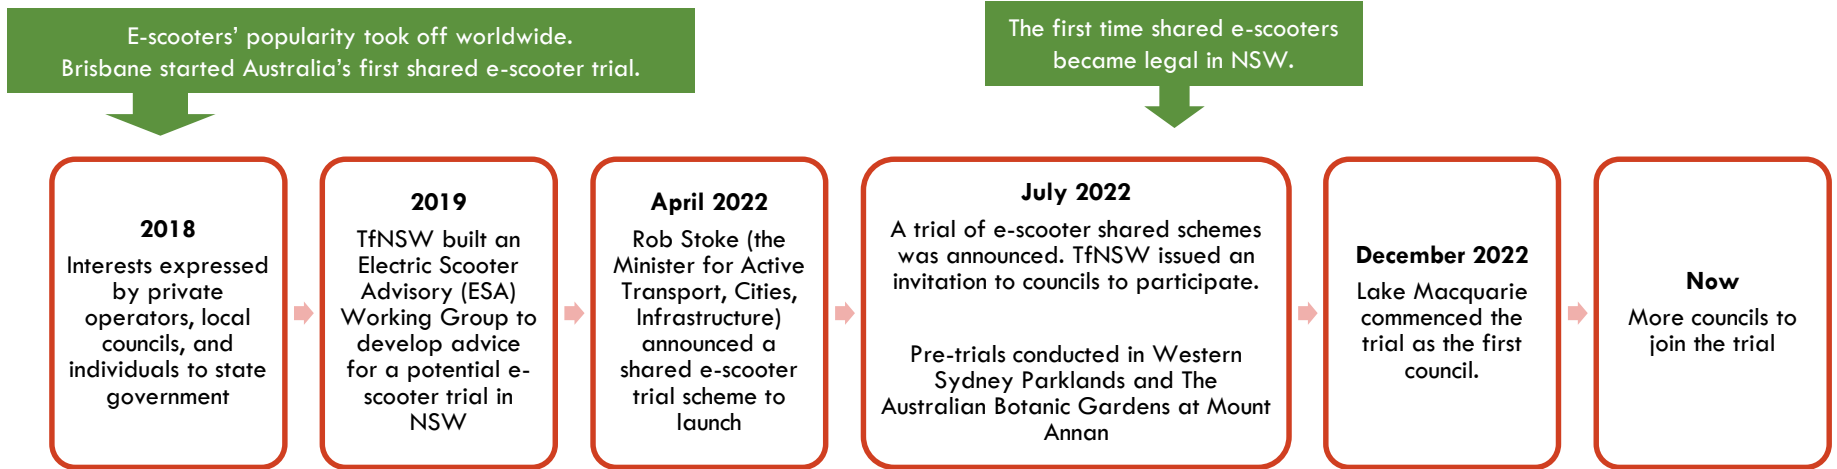 E-scooters' popularity took off worldwide.
Brisbane started Australia's first shared e-scooter trial.
The first time shared e-scooters
became legal in NSW.
2018
Interests expressed
by private
operators, local
councils, and
individuals to state
government
2019
TfNSW built an
Electric Scooter
Advisory (ESA)
Working Group to
develop advice
for a potential e-
scooter trial in
NSW
April 2022
Rob Stoke (the
Minister for Active
Transport, Cities,
Infrastructure)
announced a
shared e-scooter
trial scheme to
launch
July 2022
A trial of e-scooter shared schemes
was announced. TfNSW issued an
invitation to councils to participate.
Pre-trials conducted in Western
Sydney Parklands and The
Australian Botanic Gardens at Mount
Annan
December 2022
Lake Macquarie
commenced the
trial as the first
council.
Now
More councils to
join the trial